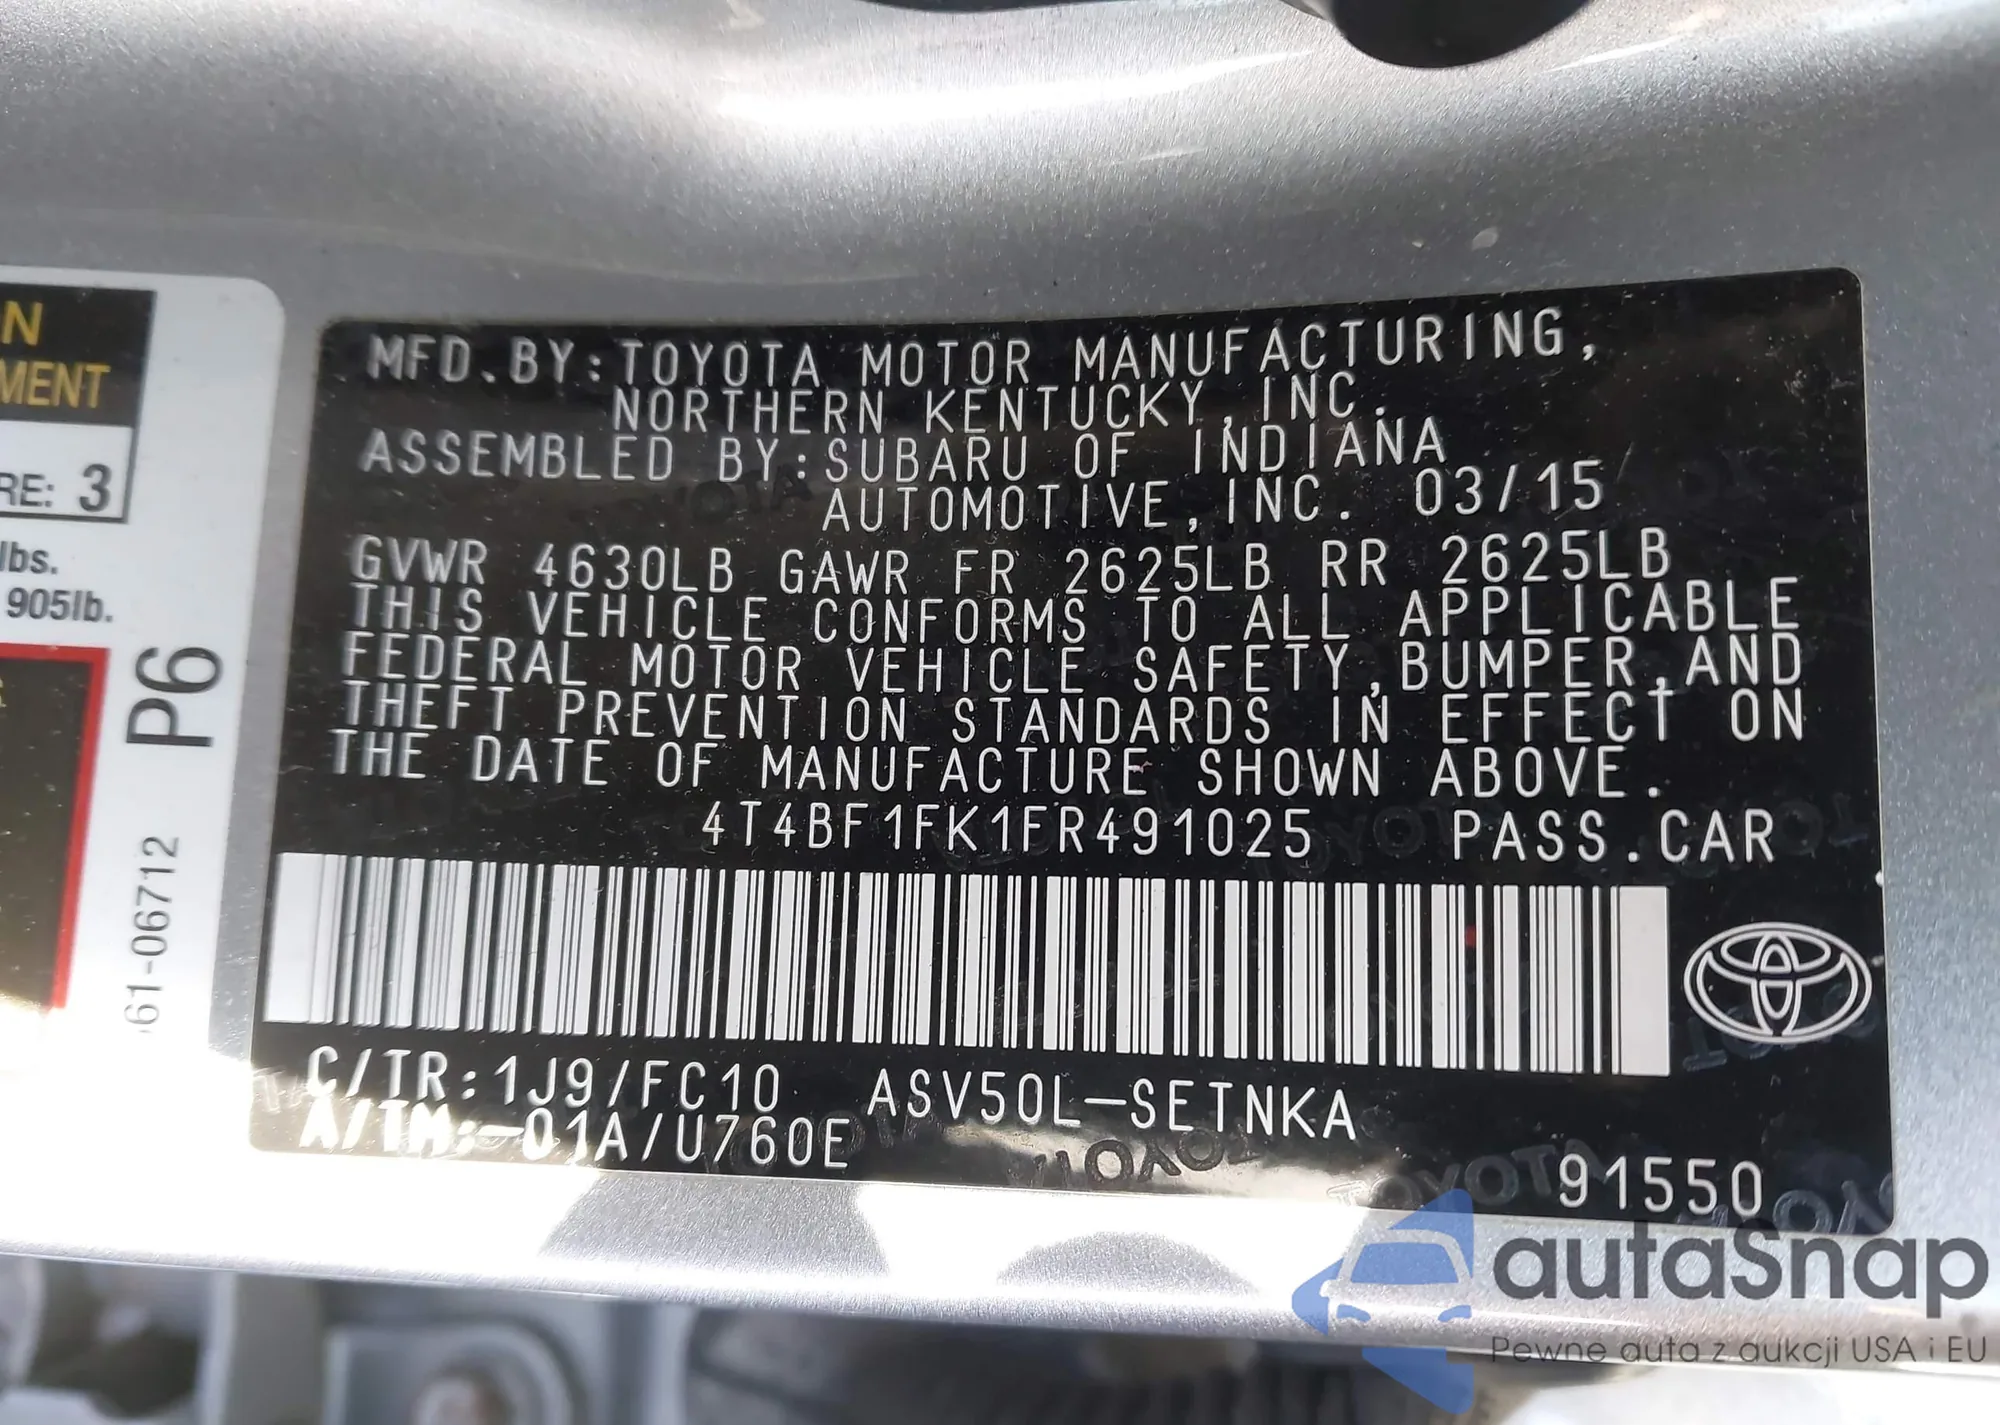 N
MENT
RE: 3
lbs.
905lb.
P6
61-06712
MFD.BY:TOYOTA MOTOR MANUFACTURING,
NORTHERN KENTUCKY,INC.
ASSEMBLED BY:SUBARU OF INDIANA
AUTOMOTIVE,INC. 03/15
GVWR 4630LB GAWR FR 2625LB RR 2625LB
THIS VEHICLE CONFORMS TO ALL APPLICABLE
FEDERAL MOTOR VEHICLE SAFETY,BUMPER,AND
THEFT PREVENTION STANDARDS IN EFFECT ON
THE DATE OF MANUFACTURE SHOWN ABOVE.
4T4BF1FK1FR491025 PASS.CAR
C/TR:1J9/FC10 ASV50L-SETNKA
A/TM:-01A/U760E
91550
TOYOTA
autaSnap
Pewne auta z aukcji USA i EU